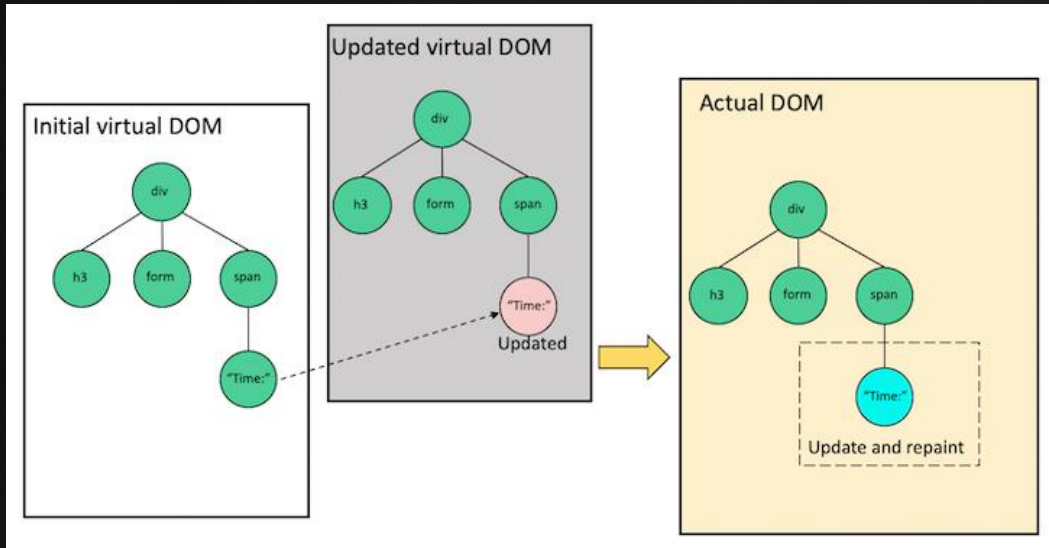 Initial virtual DOM
div
h3
form
span
"Time:"
Updated virtual DOM
div
h3
form
span
"Time:"
Updated
Actual DOM
div
h3
form
span
"Time:"
Update and repaint